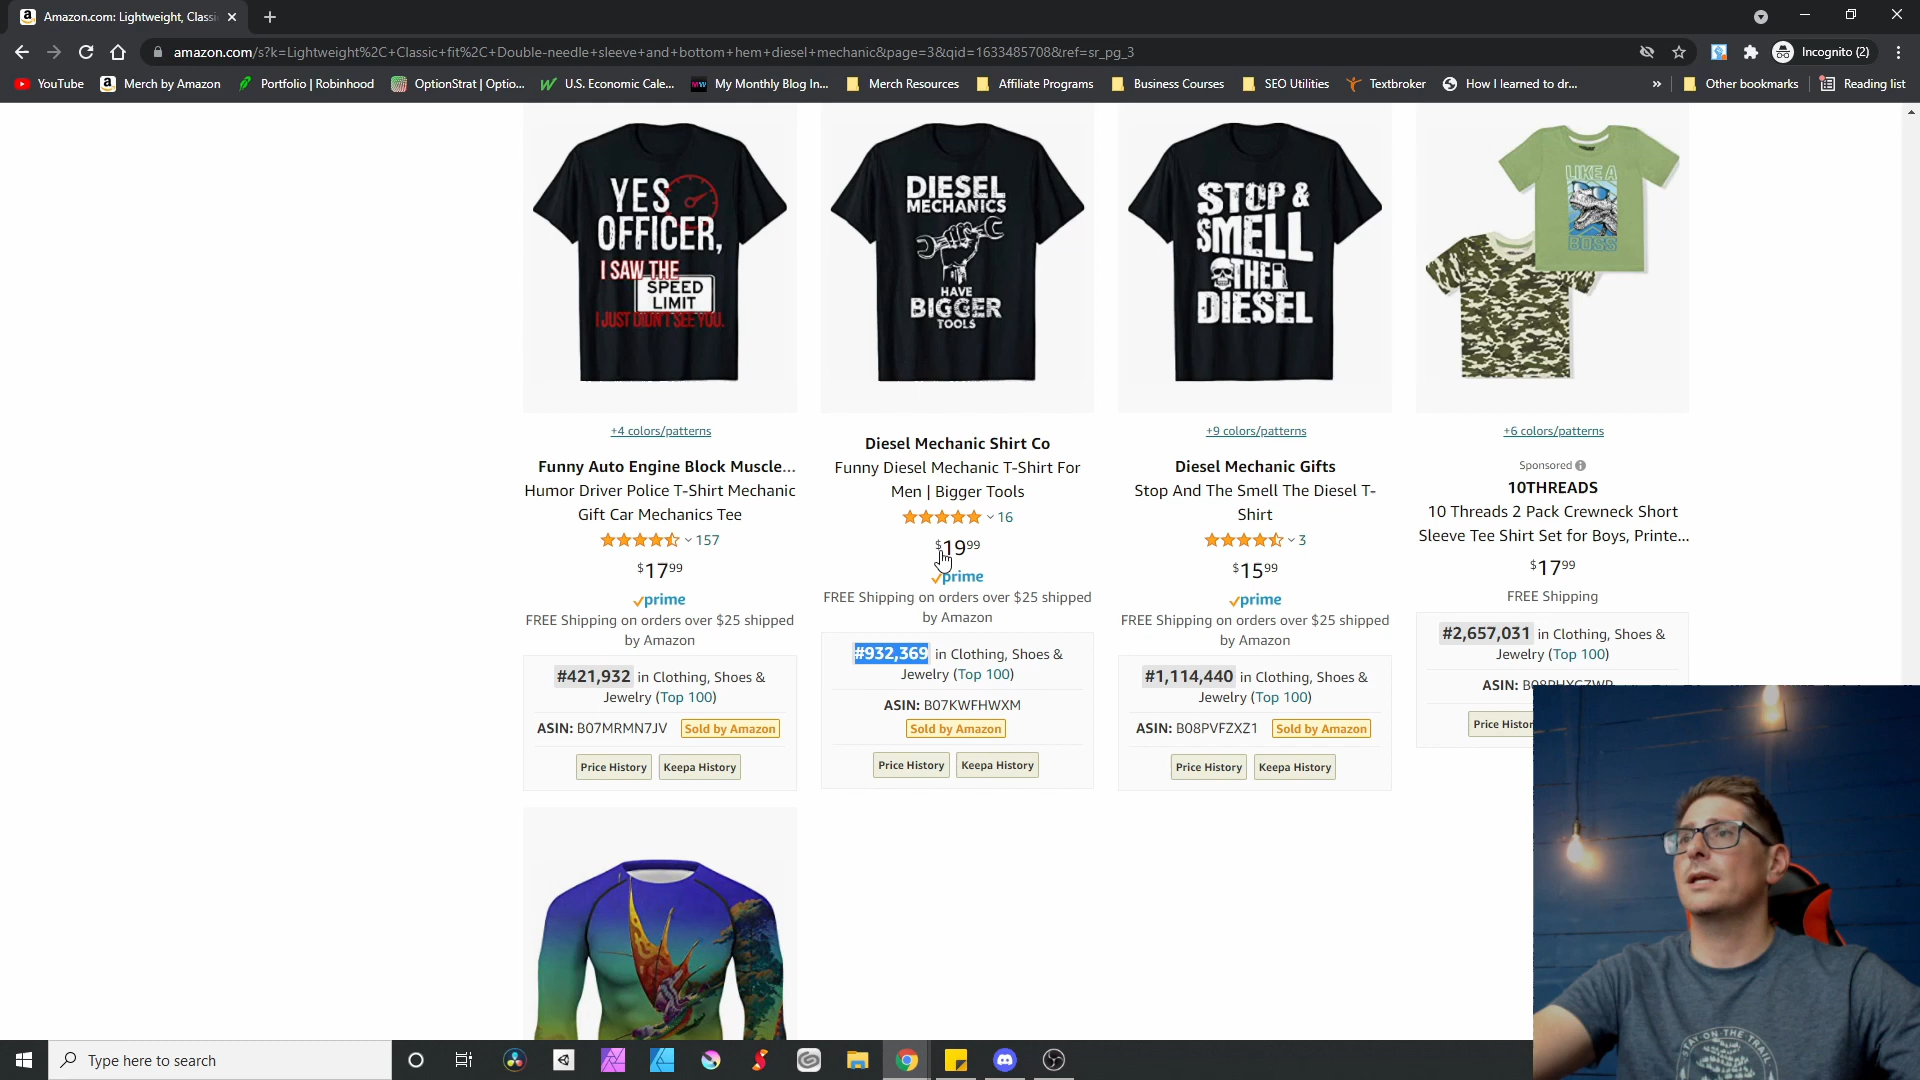 Amazon.com: Lightweight, Classi
amazon.com/s?k=Lightweight%2C+Classic+fit%2C+Double-needle+sleeve+and+bottom+hem+diesel+mechanic&page=3&qid=1633485708&ref=sr_pg_3
Incognito (2)
YouTube
Merch by Amazon
Portfolio | Robinhood
OptionStrat | Optio...
U.S. Economic Cale...
My Monthly Blog In...
Merch Resources
Affiliate Programs
Business Courses
SEO Utilities
Textbroker
How I learned to dr...
»
Other bookmarks
Reading list
YES
OFFICER,
I SAW THE
SPEED
LIMIT
I JUST DIDN'T SEE YOU.
+4 colors/patterns
Funny Auto Engine Block Muscle...
Humor Driver Police T-Shirt Mechanic
Gift Car Mechanics Tee
157
$1799
prime
FREE Shipping on orders over $25 shipped
by Amazon
#421,932 in Clothing, Shoes &
Jewelry (Top 100)
ASIN: B07MRMN7JV Sold by Amazon
Price History Keepa History
DIESEL
MECHANICS
HAVE
BIGGER
TOOLS
Diesel Mechanic Shirt Co
Funny Diesel Mechanic T-Shirt For
Men | Bigger Tools
16
$1999
prime
FREE Shipping on orders over $25 shipped
by Amazon
#932,369 in Clothing, Shoes &
Jewelry (Top 100)
ASIN: B07KWFHWXM
Sold by Amazon
Price History Keepa History
STOP &
SMELL
THE
DIESEL
+9 colors/patterns
Diesel Mechanic Gifts
Stop And The Smell The Diesel T-
Shirt
3
$1599
prime
FREE Shipping on orders over $25 shipped
by Amazon
#1,114,440 in Clothing, Shoes &
Jewelry (Top 100)
ASIN: B08PVFZXZ1 Sold by Amazon
Price History Keepa History
LIKE A
BOSS
+6 colors/patterns
Sponsored
10THREADS
10 Threads 2 Pack Crewneck Short
Sleeve Tee Shirt Set for Boys, Printe...
$1799
FREE Shipping
#2,657,031 in Clothing, Shoes &
Jewelry (Top 100)
ASIN:
Price Histor
STAY ON THE TRAIL
Type here to search